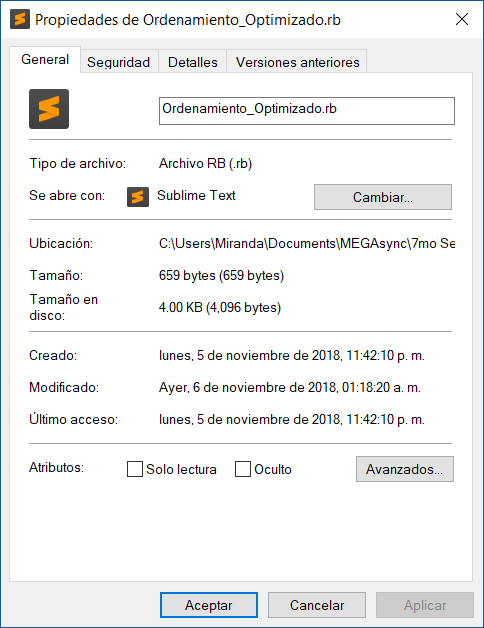 Propiedades de Ordenamiento_Optimizado.rb
General Seguridad Detalles Versiones anteriores
Ordenamiento_Optimizado.rb
Tipo de archivo: Archivo RB (.rb)
Se abre con: Sublime Text Cambiar...
Ubicación: C:\Users\Miranda\Documents\MEGAsync\7mo Se
Tamaño: 659 bytes (659 bytes)
Tamaño en
disco: 4.00 KB (4,096 bytes)
Creado: lunes, 5 de noviembre de 2018, 11:42:10 p. m.
Modificado: Ayer, 6 de noviembre de 2018, 01:18:20 a. m.
Último acceso: lunes, 5 de noviembre de 2018, 11:42:10 p. m.
Atributos: Solo lectura Oculto Avanzados...
Aceptar Cancelar Aplicar